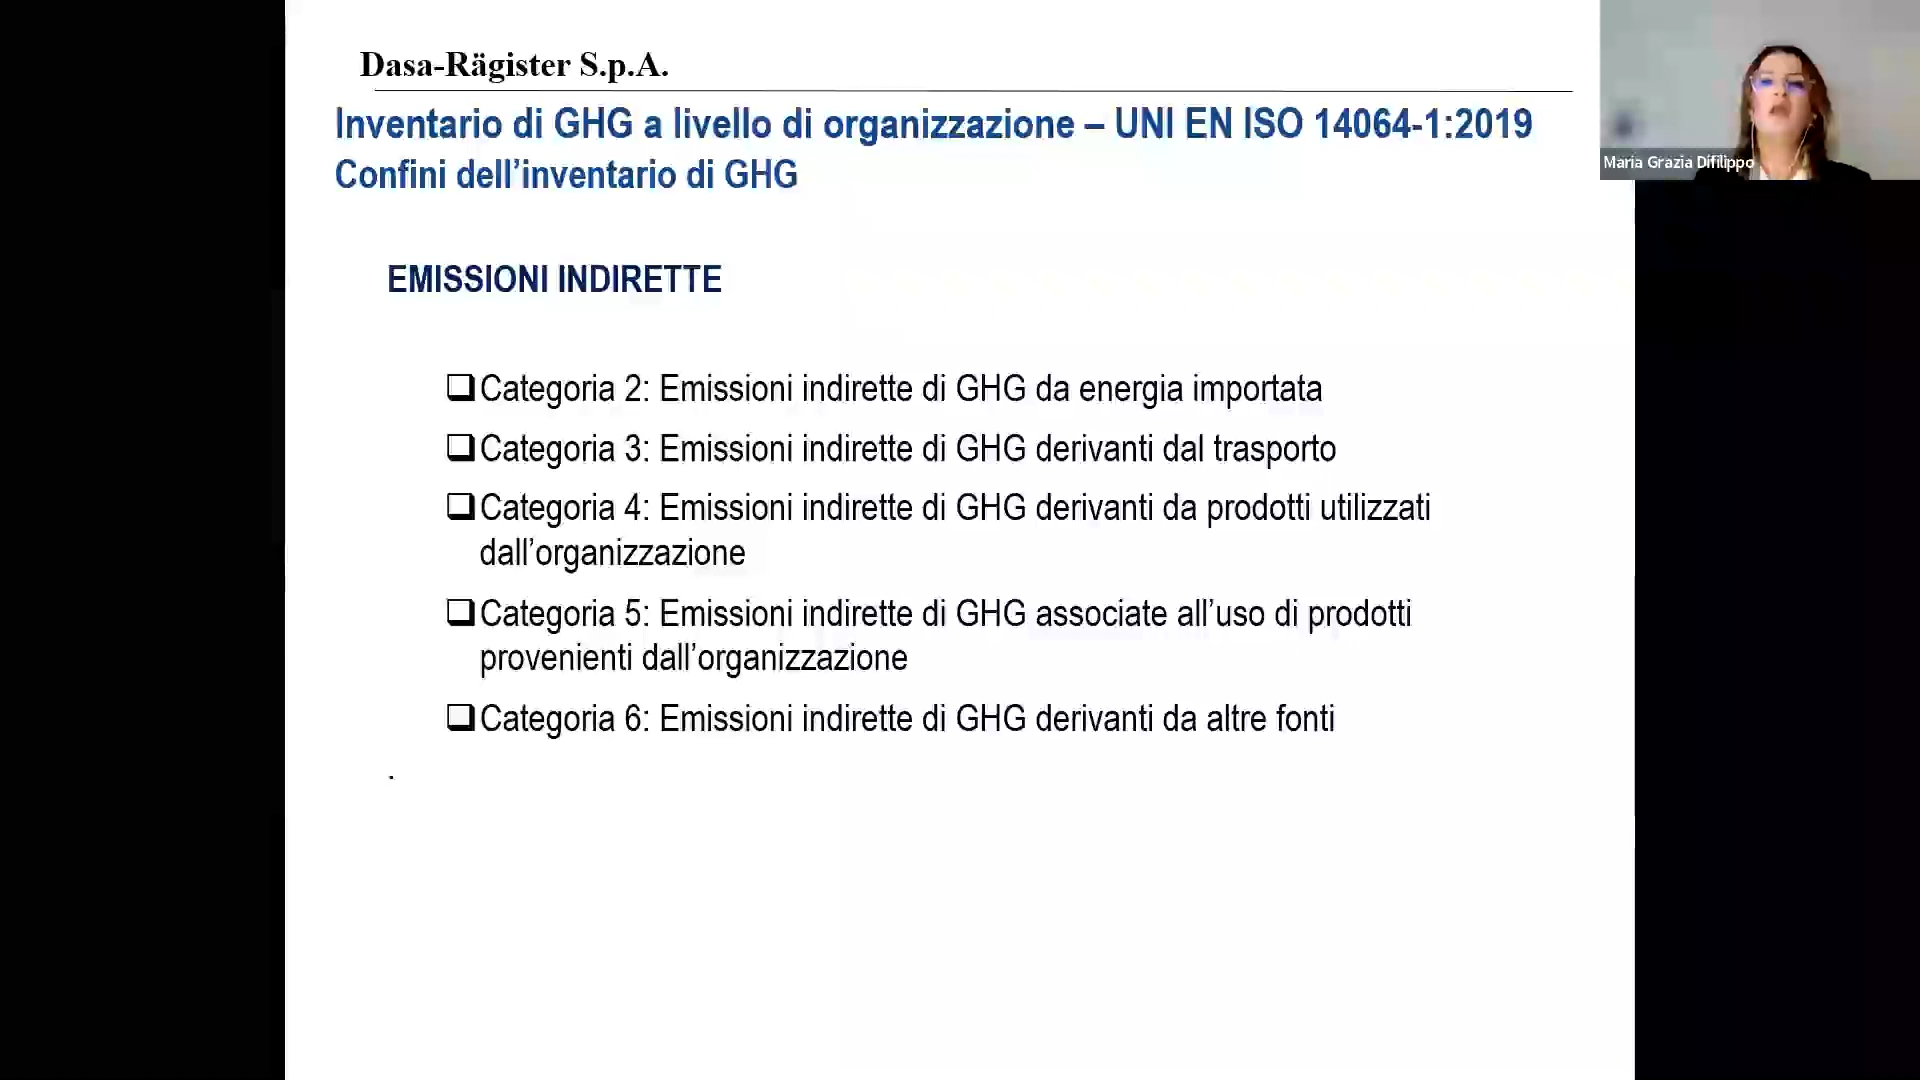 Dasa-Rägister S.p.A.
Inventario di GHG a livello di organizzazione – UNI EN ISO 14064-1:2019
Confini dell’inventario di GHG
Maria Grazia Difilippo
EMISSIONI INDIRETTE
❑Categoria 2: Emissioni indirette di GHG da energia importata
❑Categoria 3: Emissioni indirette di GHG derivanti dal trasporto
❑Categoria 4: Emissioni indirette di GHG derivanti da prodotti utilizzati
dall’organizzazione
❑Categoria 5: Emissioni indirette di GHG associate all’uso di prodotti
provenienti dall’organizzazione
❑Categoria 6: Emissioni indirette di GHG derivanti da altre fonti
.